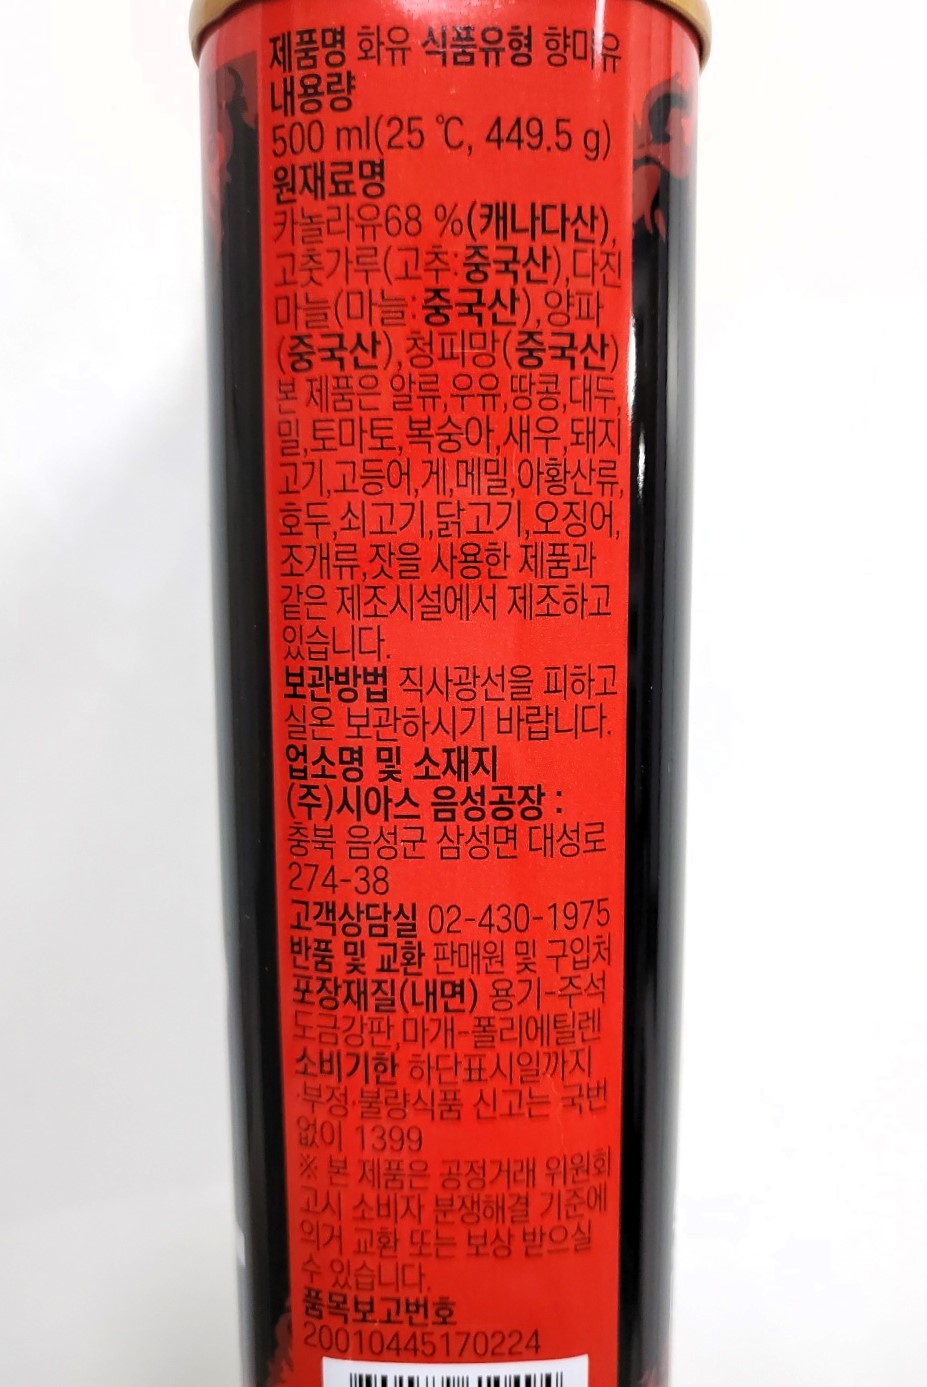 제품명 화유 식품유형 향미유
내용량
500 ml(25 ℃, 449.5 g)
원재료명
카놀라유68 %(캐나다산),
고춧가루(고추:중국산),다진
마늘(마늘:중국산),양파
(중국산),청피망(중국산)
본 제품은 알류,우유,땅콩,대두,
밀,토마토,복숭아,새우,돼지
고기,고등어,게,메밀,아황산류,
호두,쇠고기,닭고기,오징어,
조개류,잣을 사용한 제품과
같은 제조시설에서 제조하고
있습니다.
보관방법 직사광선을 피하고
실온 보관하시기 바랍니다.
업소명 및 소재지
(주)시아스 음성공장 :
충북 음성군 삼성면 대성로
274-38
고객상담실 02-430-1975
반품 및 교환 판매원 및 구입처
포장재질(내면) 용기-주석
도금강판,마개-폴리에틸렌
소비기한 하단표시일까지
·부정·불량식품 신고는 국번
없이 1399
※ 본 제품은 공정거래 위원회
고시 소비자 분쟁해결 기준에
의거 교환 또는 보상 받으실
수 있습니다.
품목보고번호
20010445170224